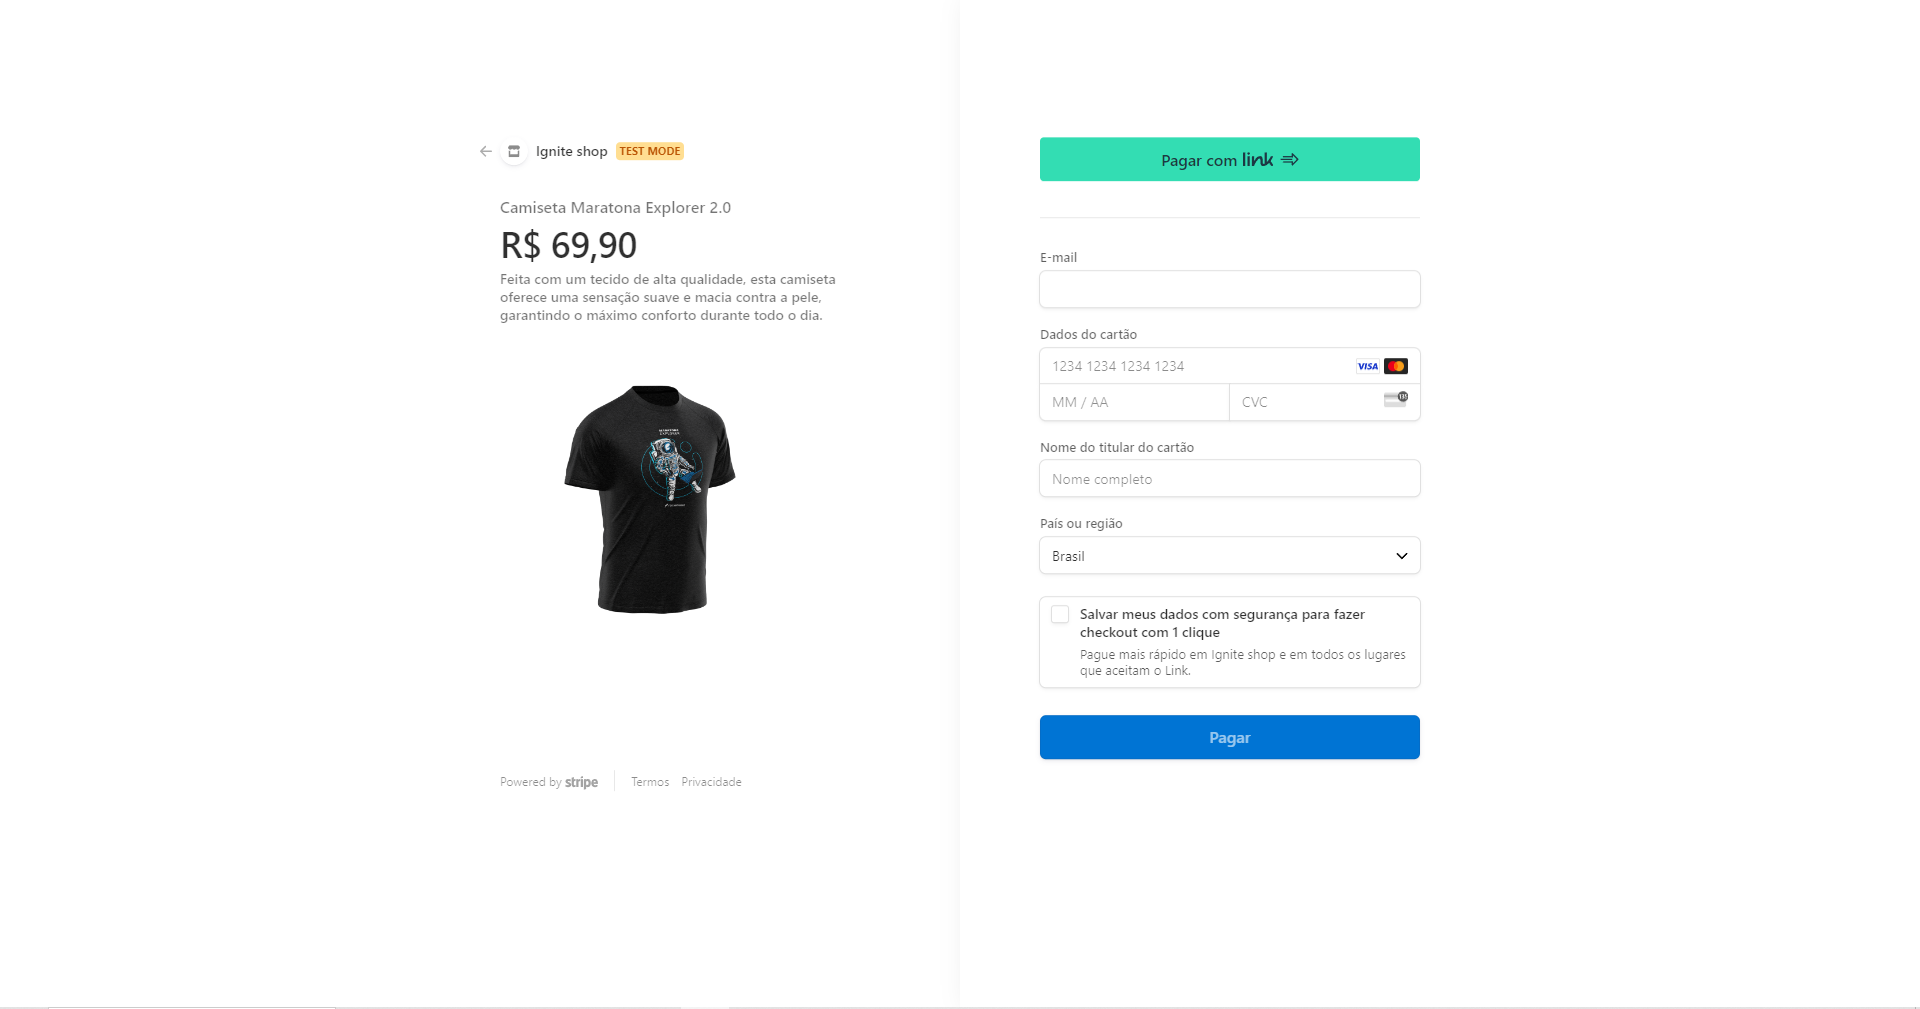 Ignite shop TEST MODE
Camiseta Maratona Explorer 2.0
R$ 69,90
Feita com um tecido de alta qualidade, esta camiseta
oferece uma sensação suave e macia contra a pele,
garantindo o máximo conforto durante todo o dia.
Powered by stripe Termos Privacidade
Pagar com link
E-mail
Dados do cartão
1234 1234 1234 1234 VISA
MM / AA CVC
Nome do titular do cartão
Nome completo
País ou região
Brasil
Salvar meus dados com segurança para fazer
checkout com 1 clique
Pague mais rápido em Ignite shop e em todos os lugares
que aceitam o Link.
Pagar